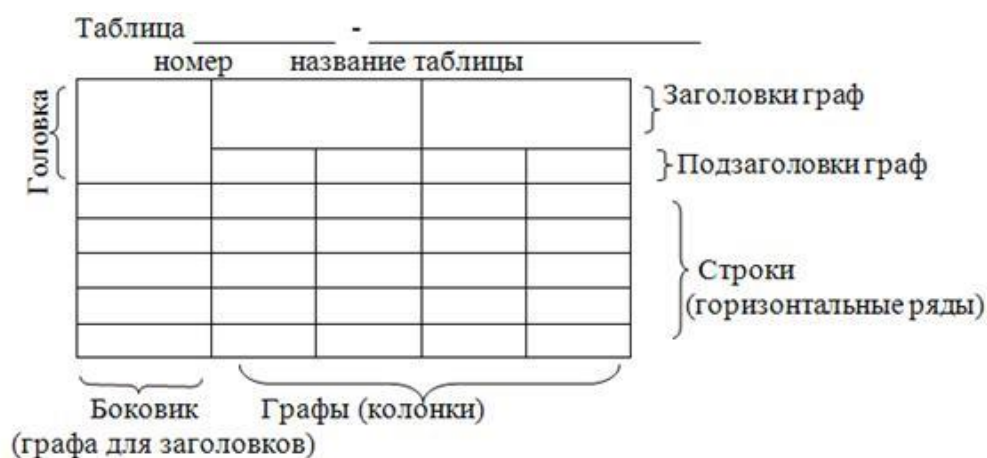 Таблица __________ - ________________________
номер название таблицы
Головка
Заголовки граф
Подзаголовки граф
Строки
(горизонтальные ряды)
Боковик
(графа для заголовков)
Графы (колонки)